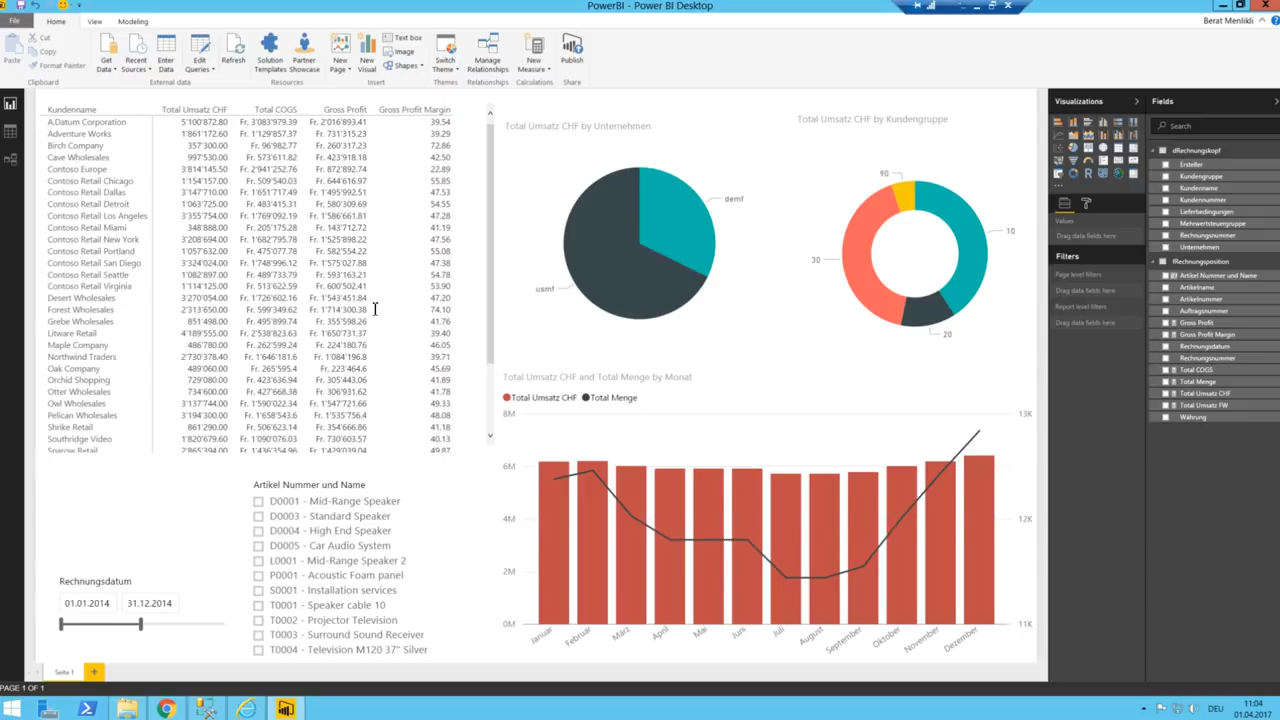 PowerBI - Power BI Desktop
File Home View Modeling
Berat Menlikli
Paste
Cut
Copy
Format Painter
Get Data
Recent Sources
Enter Data
Edit Queries
Refresh
Solution Templates
Partner Showcase
New Page
New Visual
Text box
Image
Shapes
Switch Theme
Manage Relationships
New Measure
Publish
Clipboard External data Resources Insert Themes Relationships Calculations Share
Kundenname Total Umsatz CHF Total COGS Gross Profit Gross Profit Margin
A.Datum Corporation 5'100'872.80 Fr. 3'083'979.39 Fr. 2'016'893.41 39.54
Adventure Works 1'861'172.60 Fr. 1'129'857.37 Fr. 731'315.23 39.29
Birch Company 357'300.00 Fr. 96'982.77 Fr. 260'317.23 72.86
Cave Wholesales 997'530.00 Fr. 573'611.82 Fr. 423'918.18 42.50
Contoso Europe 3'814'145.50 Fr. 2'941'252.76 Fr. 872'892.74 22.89
Contoso Retail Chicago 1'154'157.00 Fr. 509'540.03 Fr. 644'616.97 55.85
Contoso Retail Dallas 3'147'710.00 Fr. 1'651'717.49 Fr. 1'495'992.51 47.53
Contoso Retail Detroit 1'063'725.00 Fr. 483'415.31 Fr. 580'309.69 54.55
Contoso Retail Los Angeles 3'355'754.00 Fr. 1'769'092.19 Fr. 1'586'661.81 47.28
Contoso Retail Miami 348'888.00 Fr. 205'175.28 Fr. 143'712.72 41.19
Contoso Retail New York 3'208'694.00 Fr. 1'682'795.78 Fr. 1'525'898.22 47.56
Contoso Retail Portland 1'057'632.00 Fr. 475'077.78 Fr. 582'554.22 55.08
Contoso Retail San Diego 3'324'024.00 Fr. 1'748'996.12 Fr. 1'575'027.88 47.38
Contoso Retail Seattle 1'082'897.00 Fr. 489'733.79 Fr. 593'163.21 54.78
Contoso Retail Virginia 1'114'125.00 Fr. 513'622.59 Fr. 600'502.41 53.90
Desert Wholesales 3'270'054.00 Fr. 1'726'602.16 Fr. 1'543'451.84 47.20
Forest Wholesales 2'313'650.00 Fr. 599'349.62 Fr. 1'714'300.38 74.10
Grebe Wholesales 851'498.00 Fr. 495'899.74 Fr. 355'598.26 41.76
Litware Retail 4'189'555.00 Fr. 2'538'823.63 Fr. 1'650'731.37 39.40
Maple Company 486'780.00 Fr. 262'599.24 Fr. 224'180.76 46.05
Northwind Traders 2'730'378.40 Fr. 1'646'181.6 Fr. 1'084'196.8 39.71
Oak Company 489'060.00 Fr. 265'595.4 Fr. 223'464.6 45.69
Orchid Shopping 729'080.00 Fr. 423'636.94 Fr. 305'443.06 41.89
Otter Wholesales 734'600.00 Fr. 427'668.38 Fr. 306'931.62 41.78
Owl Wholesales 3'137'744.00 Fr. 1'590'022.34 Fr. 1'547'721.66 49.33
Pelican Wholesales 3'194'300.00 Fr. 1'658'543.6 Fr. 1'535'756.4 48.08
Shrike Retail 861'290.00 Fr. 506'623.14 Fr. 354'666.86 41.18
Southridge Video 1'820'679.60 Fr. 1'090'076.03 Fr. 730'603.57 40.13
Sparow Retail 2'865'394.00 Fr. 1'436'354.96 Fr. 1'429'039.04 49.87
Total Umsatz CHF by Unternehmen
demf
usmf
Total Umsatz CHF by Kundengruppe
90
10
30
20
Total Umsatz CHF and Total Menge by Monat
Total Umsatz CHF Total Menge
8M
6M
4M
2M
0M
13K
12K
11K
Januar Februar März April Mai Juni Juli August September Oktober November Dezember
Artikel Nummer und Name
D0001 - Mid-Range Speaker
D0003 - Standard Speaker
D0004 - High End Speaker
D0005 - Car Audio System
L0001 - Mid-Range Speaker 2
P0001 - Acoustic Foam panel
S0001 - Installation services
T0001 - Speaker cable 10
T0002 - Projector Television
T0003 - Surround Sound Receiver
T0004 - Television M120 37" Silver
Rechnungsdatum
01.01.2014 31.12.2014
Visualizations
Values
Drag data fields here
Filters
Page level filters
Drag data fields here
Report level filters
Drag data fields here
Fields
Search
dRechnungskopf
Ersteller
Kundengruppe
Kundenname
Kundennummer
Lieferbedingungen
Mehrwertsteuergruppe
Rechnungsnummer
Unternehmen
fRechnungsposition
Artikel Nummer und Name
Artikelname
Artikelnummer
Auftragsnummer
Gross Profit
Gross Profit Margin
Rechnungsdatum
Rechnungsnummer
Total COGS
Total Menge
Total Umsatz CHF
Total Umsatz FW
Währung
Seite 1
PAGE 1 OF 1
DEU
11:04
01.04.2017